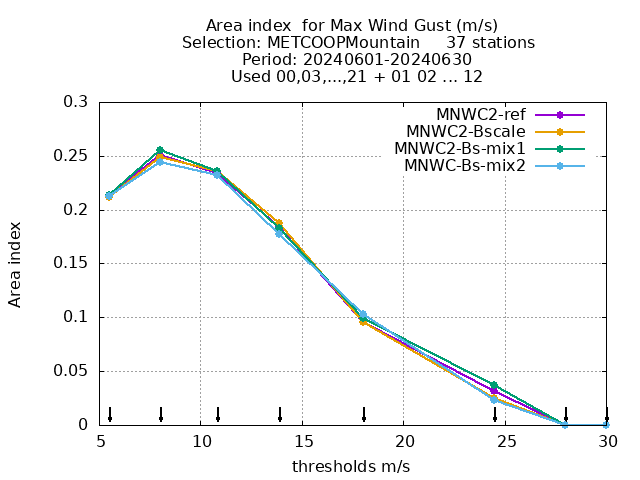 Area index  for Max Wind Gust (m/s)
Selection: METCOOPMountain     37 stations
Period: 20240601-20240630
Used 00,03,...,21 + 01 02 ... 12
MNWC2-ref
MNWC2-Bscale
MNWC2-Bs-mix1
MNWC-Bs-mix2
0.3
0.25
0.2
0.15
0.1
0.05
0
Area index
5 10 15 20 25 30
thresholds m/s